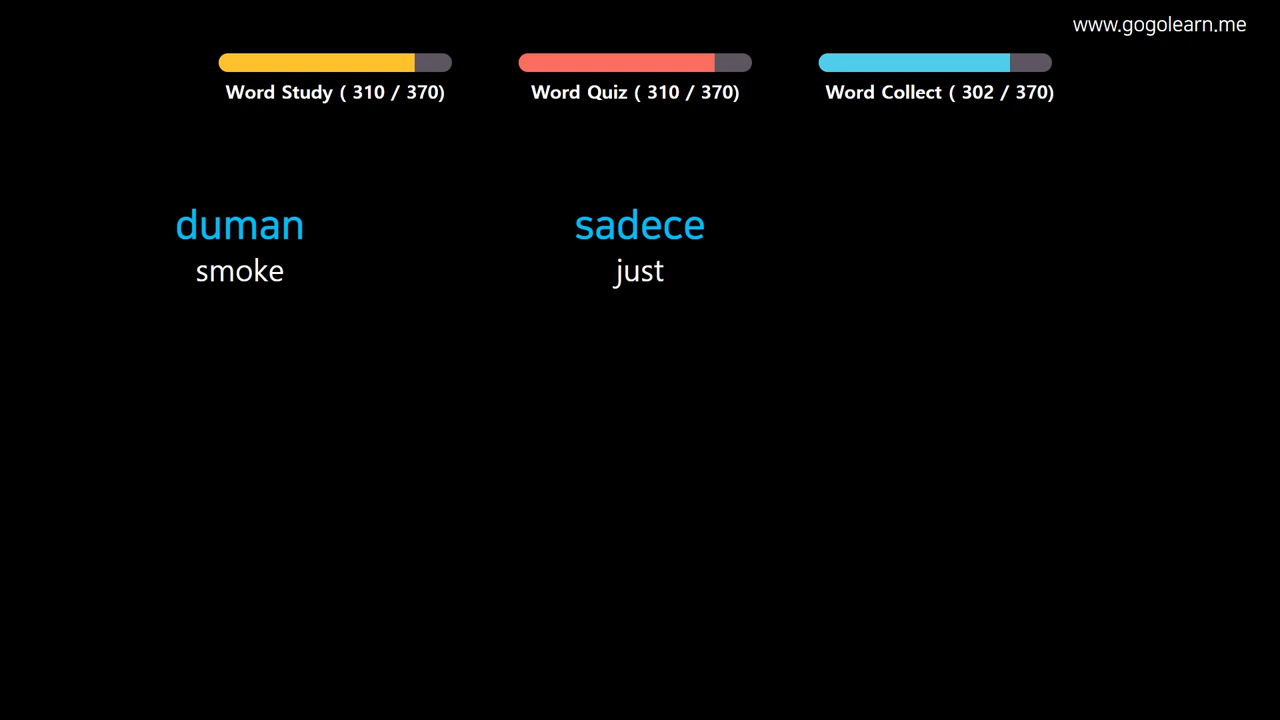 www.gogolearn.me
Word Study ( 310 / 370)
Word Quiz ( 310 / 370)
Word Collect ( 302 / 370)
duman
smoke
sadece
just